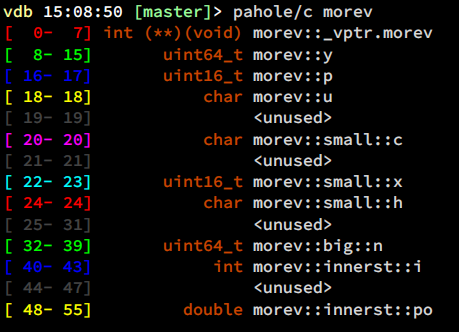 vdb 15:08:50 [master]> pahole/c morev
[  0-  7] int (**)(void) morev::_vptr.morev
[  8- 15]       uint64_t morev::y
[ 16- 17]       uint16_t morev::p
[ 18- 18]           char morev::u
[ 19- 19]                <unused>
[ 20- 20]           char morev::small::c
[ 21- 21]                <unused>
[ 22- 23]       uint16_t morev::small::x
[ 24- 24]           char morev::small::h
[ 25- 31]                <unused>
[ 32- 39]       uint64_t morev::big::n
[ 40- 43]            int morev::innerst::i
[ 44- 47]                <unused>
[ 48- 55]         double morev::innerst::po